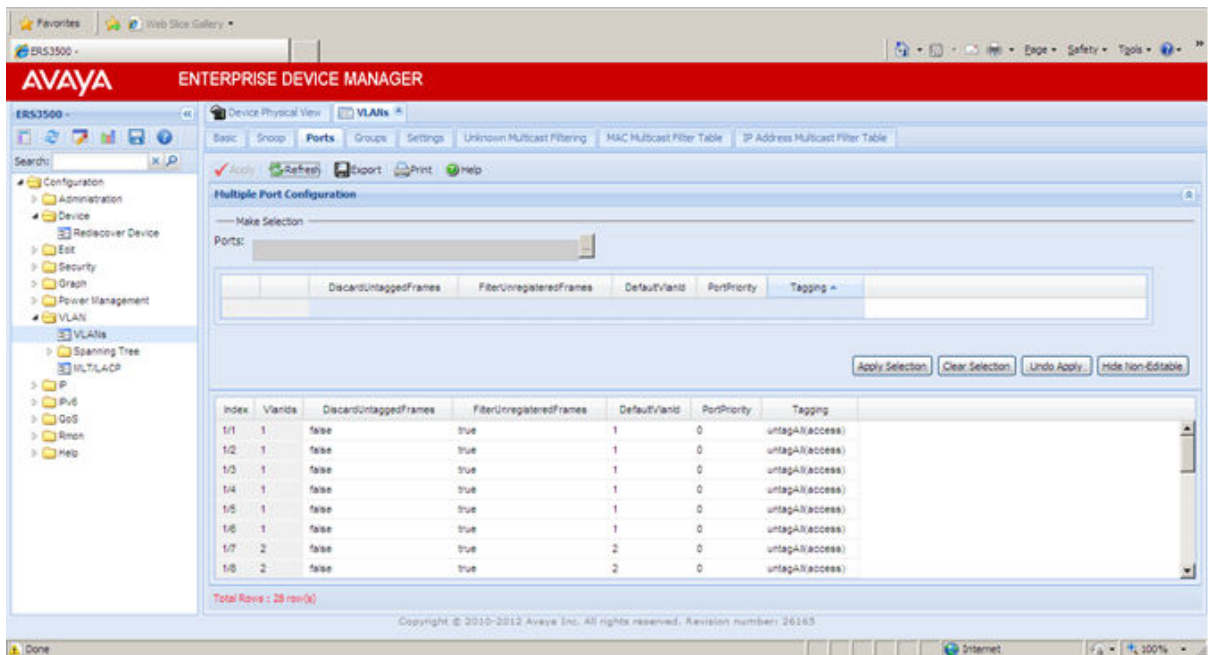 Favorites Web Slice Gallery
ERS3500 - Page Safety Tools »
AVAYA ENTERPRISE DEVICE MANAGER
ERS3500 - Device Physical View VLANs
Basic Snoop Ports Groups Settings Unknown Multicast Filtering MAC Multicast Filter Table IP Address Multicast Filter Table
Search:
Apply Refresh Export Print Help
Configuration
Administration
Device
Rediscover Device
Edit
Security
Graph
Power Management
VLAN
VLANs
Spanning Tree
MLT/LACP
IP
IPv6
QoS
Rmon
Help
Multiple Port Configuration
Make Selection
Ports: ...
DiscardUntaggedFrames FilterUnregisteredFrames DefaultVlanId PortPriority Tagging
Apply Selection Clear Selection Undo Apply Hide Non-Editable
Index VlanIds DiscardUntaggedFrames FilterUnregisteredFrames DefaultVlanId PortPriority Tagging
1/1 1 false true 1 0 untagAll(access)
1/2 1 false true 1 0 untagAll(access)
1/3 1 false true 1 0 untagAll(access)
1/4 1 false true 1 0 untagAll(access)
1/5 1 false true 1 0 untagAll(access)
1/6 1 false true 1 0 untagAll(access)
1/7 2 false true 2 0 untagAll(access)
1/8 2 false true 2 0 untagAll(access)
Total Rows : 28 row(s)
Copyright © 2010-2012 Avaya Inc. All rights reserved. Revision number: 26165
Done Internet 100%